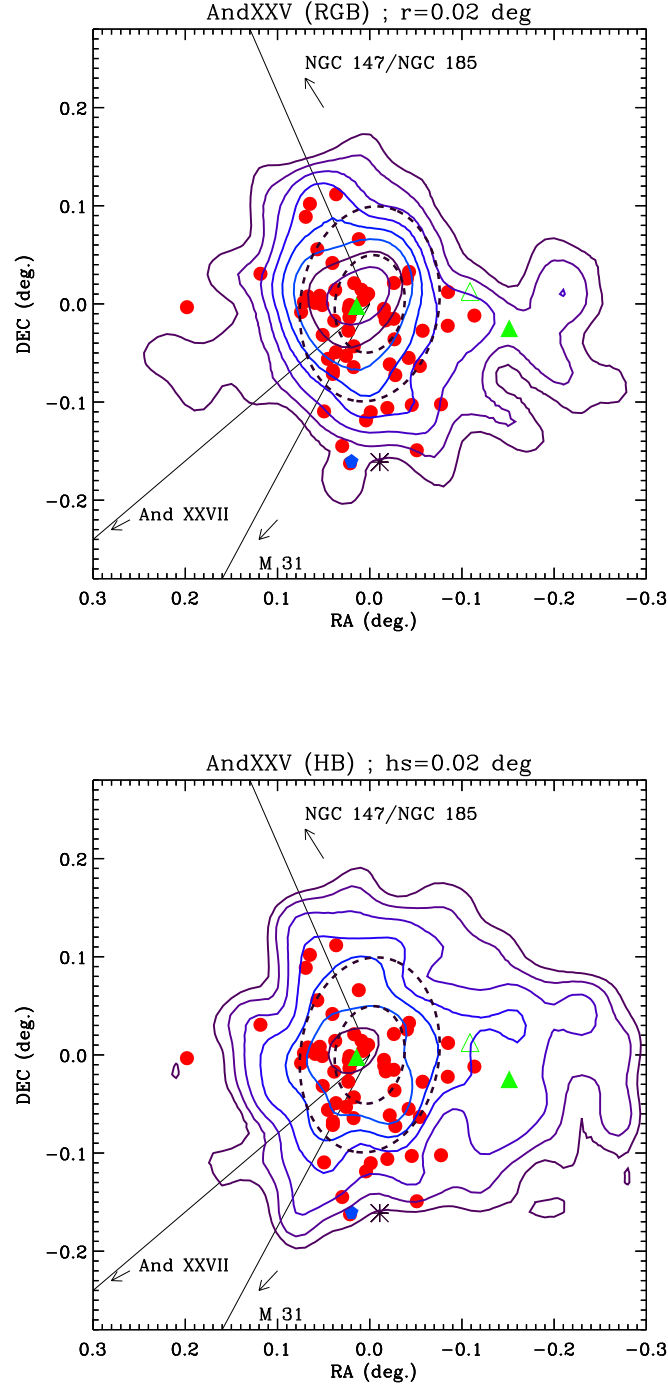 AndXXV (RGB) ; r=0.02 deg
NGC 147/NGC 185
0.2
0.1
0.0
−0.1
−0.2
DEC (deg.)
And XXVII
M 31
0.3 0.2 0.1 0.0 −0.1 −0.2 −0.3
RA (deg.)
AndXXV (HB) ; hs=0.02 deg
NGC 147/NGC 185
0.2
0.1
0.0
−0.1
−0.2
DEC (deg.)
And XXVII
M 31
0.3 0.2 0.1 0.0 −0.1 −0.2 −0.3
RA (deg.)